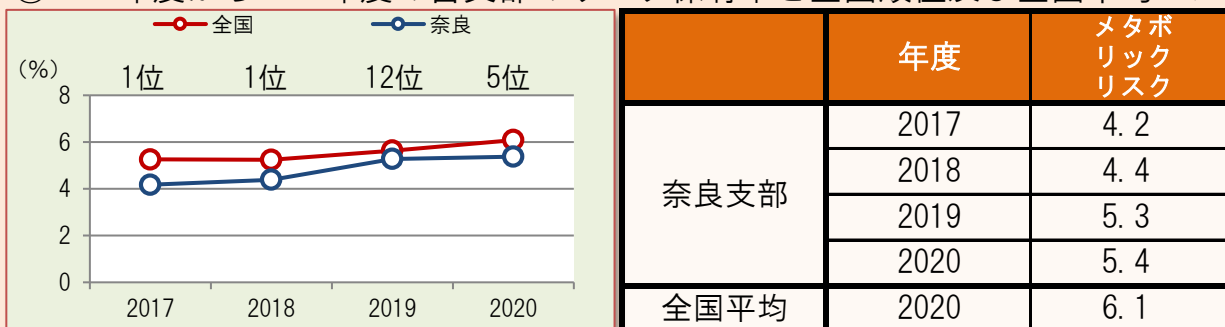 全国 奈良
(%) 1位 1位 12位 5位
8
6
4
2
0
2017 2018 2019 2020
年度 メタボ
リック
リスク
奈良支部 2017 4.2
2018 4.4
2019 5.3
2020 5.4
全国平均 2020 6.1